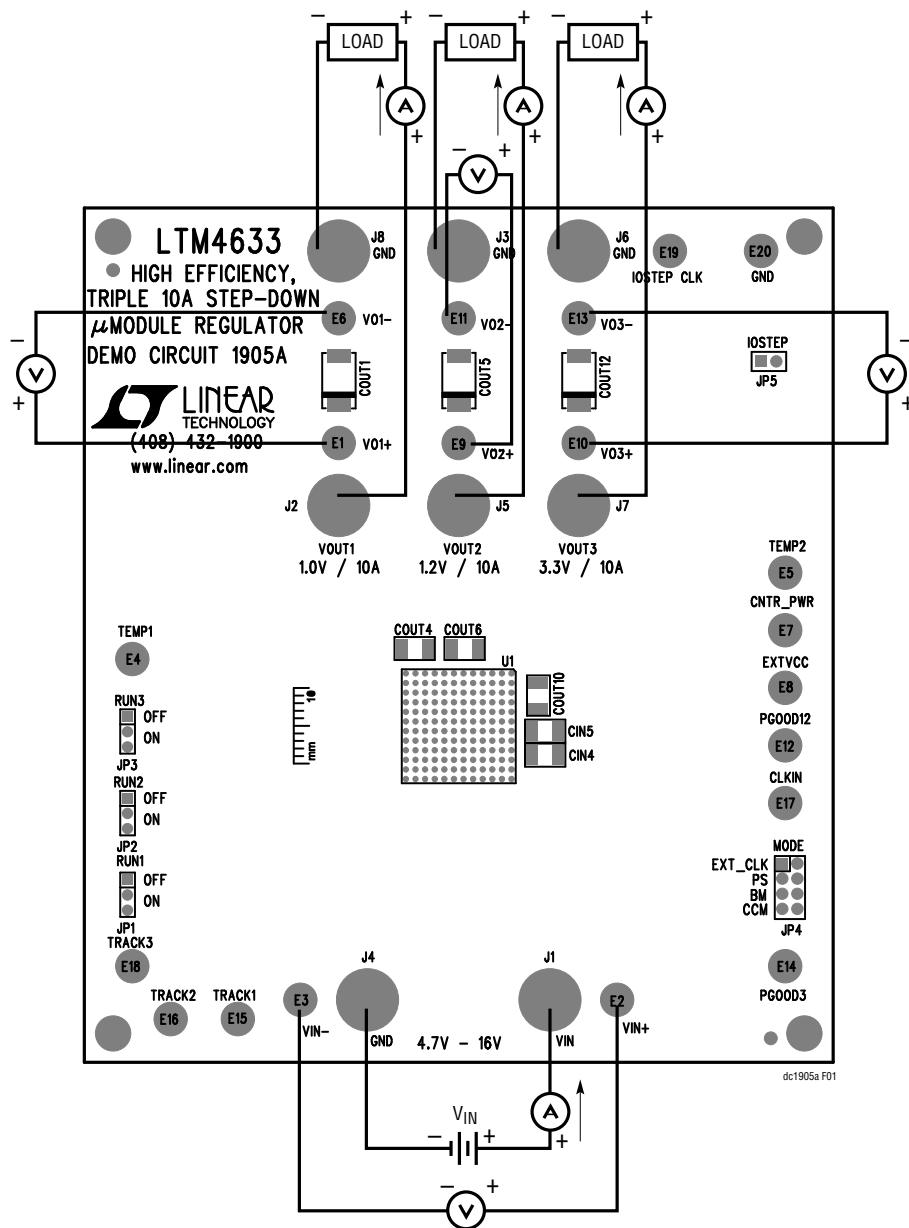 - + - + - +
LOAD LOAD LOAD
A A A
+ + +
- +
V
LTM4633
HIGH EFFICIENCY,
TRIPLE 10A STEP-DOWN
µMODULE REGULATOR
DEMO CIRCUIT 1905A
LINEAR
TECHNOLOGY
(408) 432-1900
www.linear.com
J8
GND
J3
GND
J6
GND
E19
IOSTEP CLK
E20
GND
- V +
E6 VO1-
E11 VO2-
E13 VO3-
- V +
COUT1
COUT5
COUT12
IOSTEP
JP5
E1 VO1+
E9 VO2+
E10 VO3+
J2
J5
J7
VOUT1
1.0V / 10A
VOUT2
1.2V / 10A
VOUT3
3.3V / 10A
TEMP2
E5
CNTR_PWR
E7
EXTVCC
E8
PGOOD12
E12
CLKIN
E17
TEMP1
E4
COUT4 COUT6
U1
COUT10
CIN5
CIN4
10
mm
RUN3
OFF
ON
JP3
RUN2
OFF
ON
JP2
RUN1
OFF
ON
JP1
MODE
EXT_CLK
PS
BM
CCM
JP4
TRACK3
E18
TRACK2
E16
TRACK1
E15
E3
VIN-
J4
GND
4.7V - 16V
J1
VIN
E2
VIN+
E14
PGOOD3
dc1905a F01
VIN
- +
A
+
- +
V